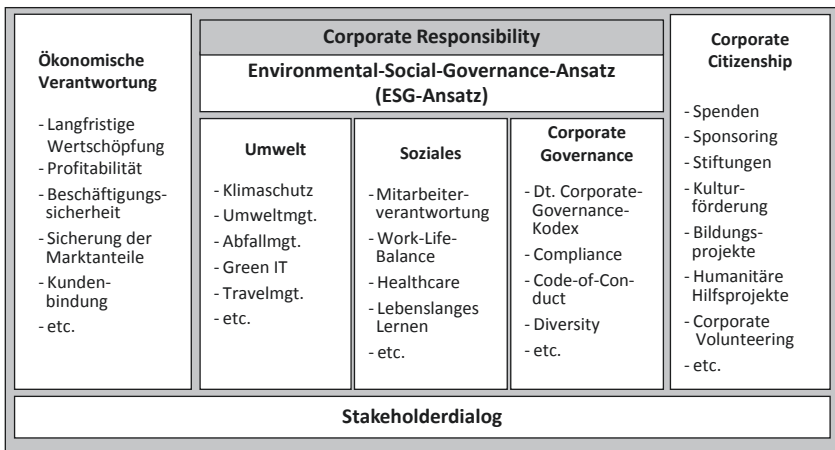 Ökonomische
Verantwortung
- Langfristige
Wertschöpfung
- Profitabilität
- Beschäftigungs-
sicherheit
- Sicherung der
Marktanteile
- Kunden-
bindung
- etc.
Corporate Responsibility
Environmental-Social-Governance-Ansatz
(ESG-Ansatz)
Umwelt
- Klimaschutz
- Umweltmgt.
- Abfallmgt.
- Green IT
- Travelmgt.
- etc.
Soziales
- Mitarbeiter-
verantwortung
- Work-Life-
Balance
- Healthcare
- Lebenslanges
Lernen
- etc.
Corporate
Governance
- Dt. Corporate-
Governance-
Kodex
- Compliance
- Code-of-Con-
duct
- Diversity
- etc.
Corporate
Citizenship
- Spenden
- Sponsoring
- Stiftungen
- Kultur-
förderung
- Bildungs-
projekte
- Humanitäre
Hilfsprojekte
- Corporate
Volunteering
- etc.
Stakeholderdialog